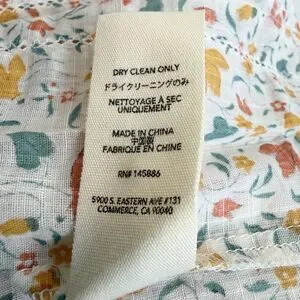 DRY CLEAN ONLY
ドライクリーニングのみ
NETTOYAGE À SEC
UNIQUEMENT
MADE IN CHINA
中国製
FABRIQUE EN CHINE
RN# 145886
5900 S. EASTERN AVE #131
COMMERCE, CA 90040